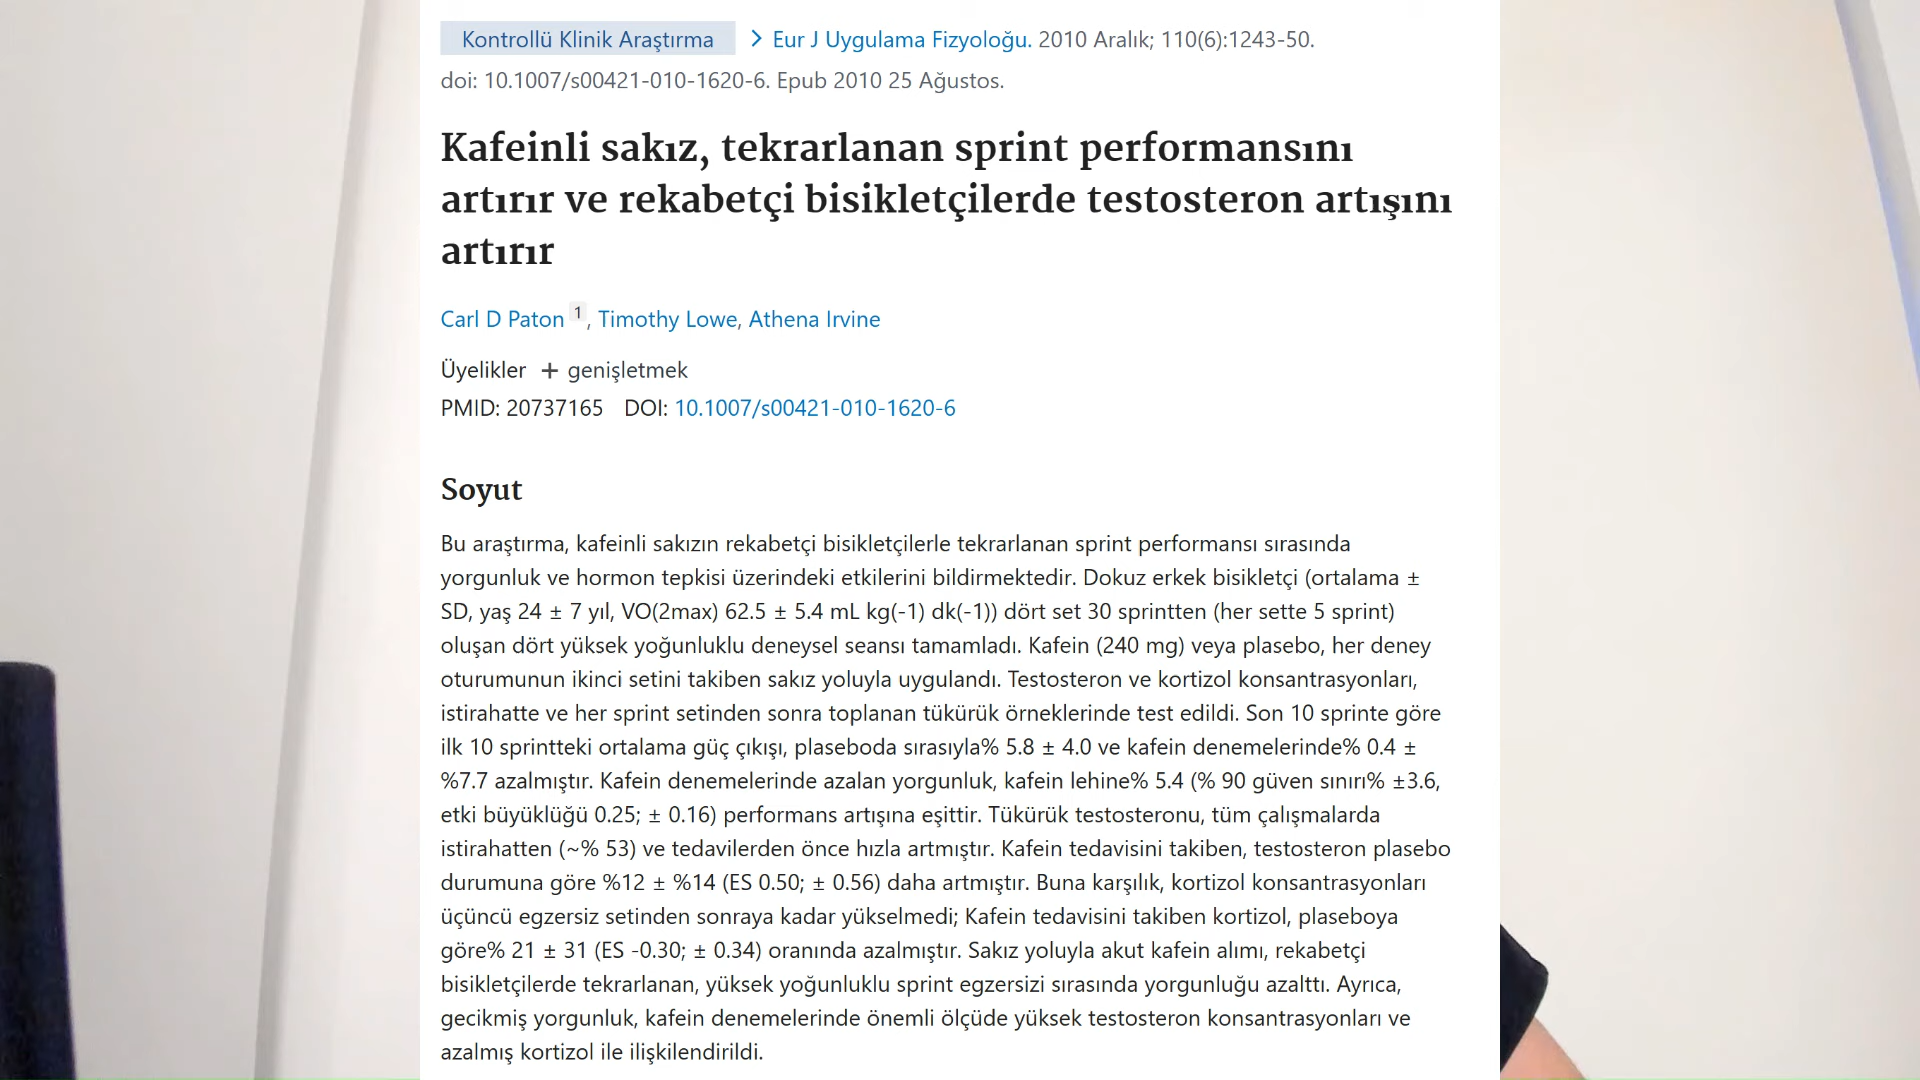 Kontrollü Klinik Araştırma > Eur J Uygulama Fizyoloğu. 2010 Aralık; 110(6):1243-50.
doi: 10.1007/s00421-010-1620-6. Epub 2010 25 Ağustos.
Kafeinli sakız, tekrarlanan sprint performansını
artırır ve rekabetçi bisikletçilerde testosteron artışını
artırır
Carl D Paton 1, Timothy Lowe, Athena Irvine
Üyelikler + genişletmek
PMID: 20737165 DOI: 10.1007/s00421-010-1620-6
Soyut
Bu araştırma, kafeinli sakızın rekabetçi bisikletçilerle tekrarlanan sprint performansı sırasında
yorgunluk ve hormon tepkisi üzerindeki etkilerini bildirmektedir. Dokuz erkek bisikletçi (ortalama ±
SD, yaş 24 ± 7 yıl, VO(2max) 62.5 ± 5.4 mL kg(-1) dk(-1)) dört set 30 sprintten (her sette 5 sprint)
oluşan dört yüksek yoğunluklu deneysel seansı tamamladı. Kafein (240 mg) veya plasebo, her deney
oturumunun ikinci setini takiben sakız yoluyla uygulandı. Testosteron ve kortizol konsantrasyonları,
istirahatte ve her sprint setinden sonra toplanan tükürük örneklerinde test edildi. Son 10 sprinte göre
ilk 10 sprintteki ortalama güç çıkışı, plaseboda sırasıyla% 5.8 ± 4.0 ve kafein denemelerinde% 0.4 ±
%7.7 azalmıştır. Kafein denemelerinde azalan yorgunluk, kafein lehine% 5.4 (% 90 güven sınırı% ±3.6,
etki büyüklüğü 0.25; ± 0.16) performans artışına eşittir. Tükürük testosteronu, tüm çalışmalarda
istirahatten (~% 53) ve tedavilerden önce hızla artmıştır. Kafein tedavisini takiben, testosteron plasebo
durumuna göre %12 ± %14 (ES 0.50; ± 0.56) daha artmıştır. Buna karşılık, kortizol konsantrasyonları
üçüncü egzersiz setinden sonraya kadar yükselmedi; Kafein tedavisini takiben kortizol, plaseboya
göre% 21 ± 31 (ES -0.30; ± 0.34) oranında azalmıştır. Sakız yoluyla akut kafein alımı, rekabetçi
bisikletçilerde tekrarlanan, yüksek yoğunluklu sprint egzersizi sırasında yorgunluğu azalttı. Ayrıca,
gecikmiş yorgunluk, kafein denemelerinde önemli ölçüde yüksek testosteron konsantrasyonları ve
azalmış kortizol ile ilişkilendirildi.